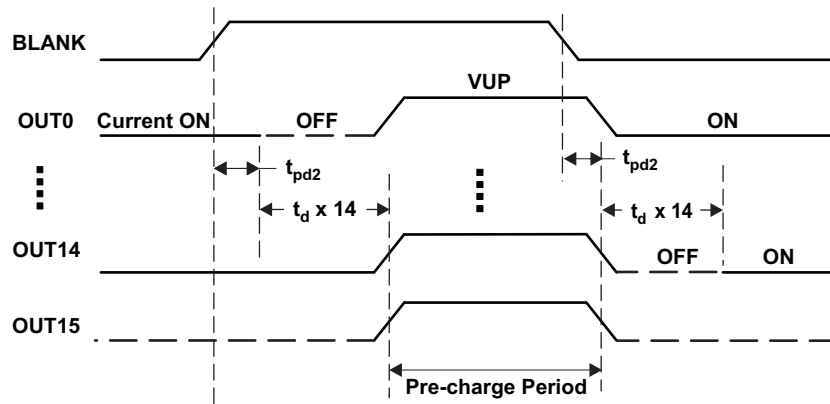 BLANK
VUP
OUT0
Current ON
OFF
ON
tpd2
tpd2
td x 14
td x 14
OUT14
OFF
ON
OUT15
Pre-charge Period